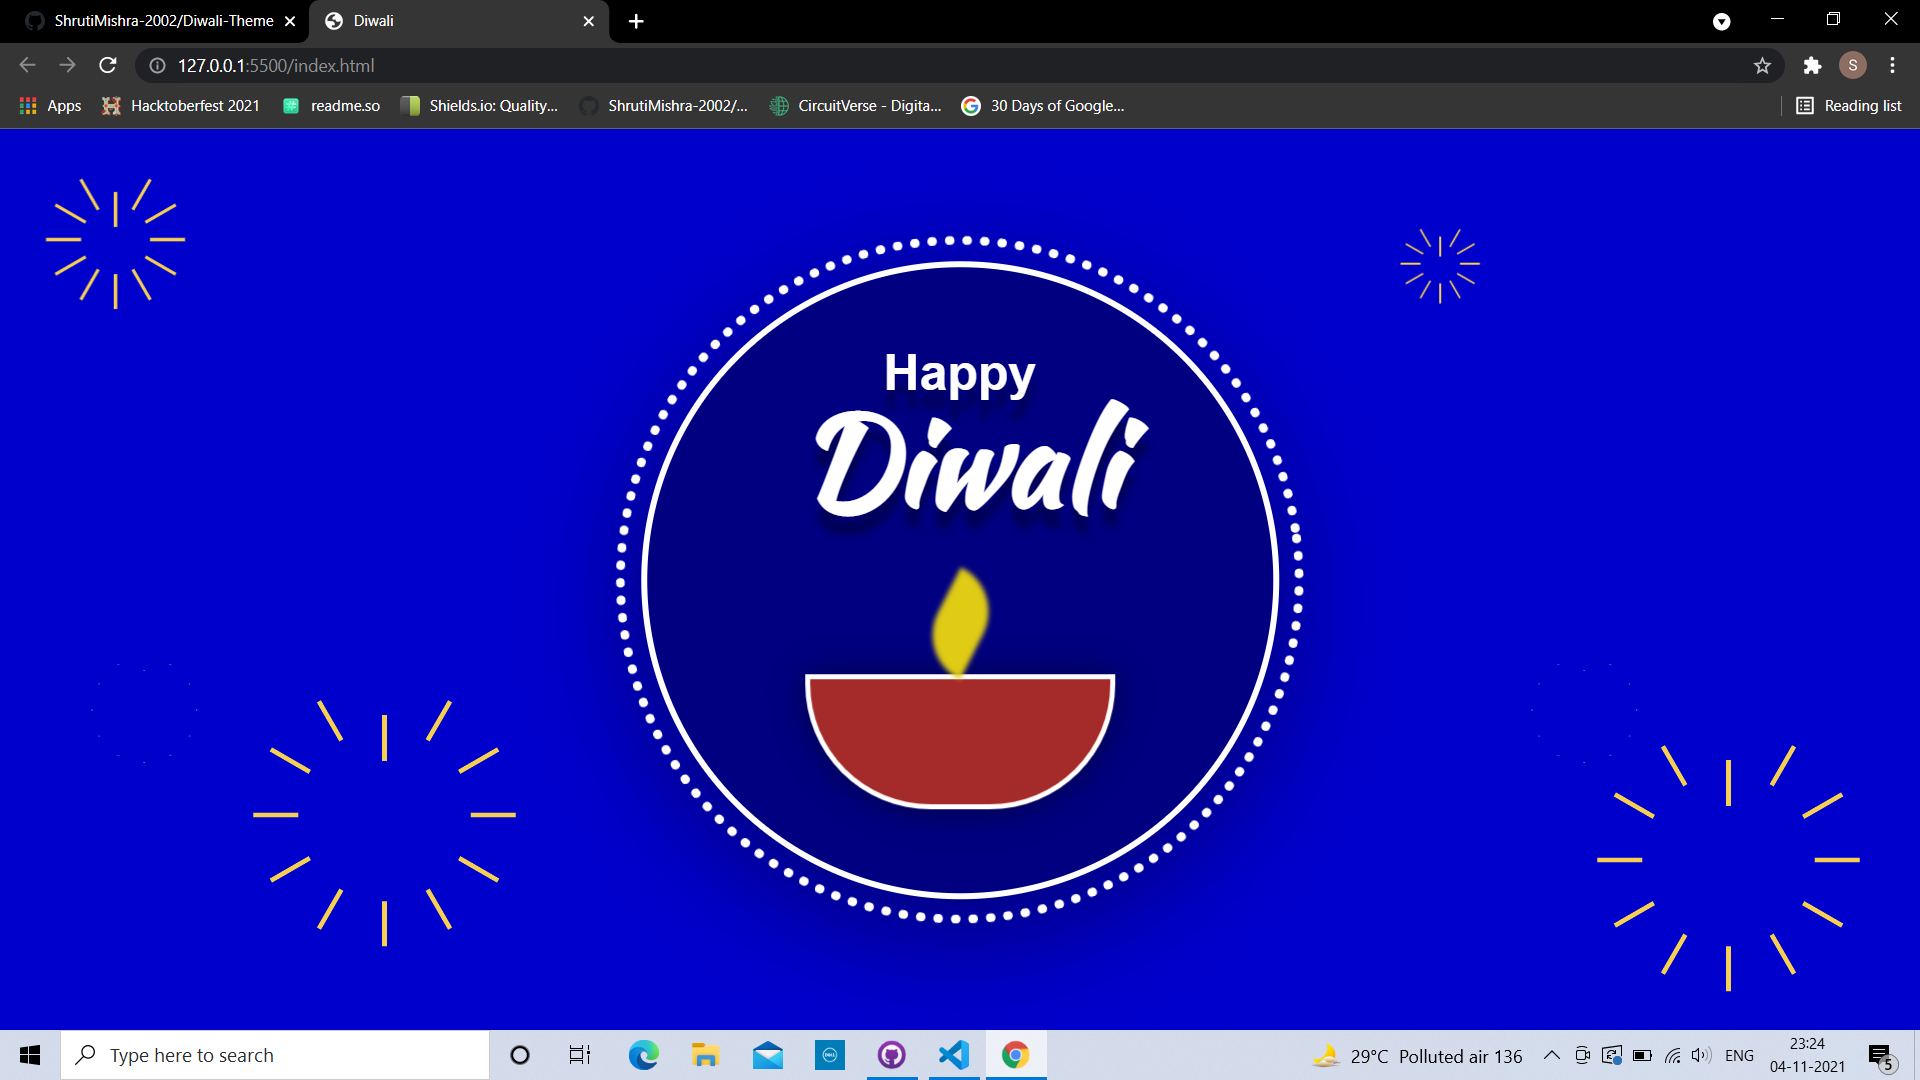 ShrutiMishra-2002/Diwali-Theme
Diwali
127.0.0.1:5500/index.html
S
Apps
Hacktoberfest 2021
readme.so
Shields.io: Quality...
ShrutiMishra-2002/...
CircuitVerse - Digita...
30 Days of Google...
Reading list
Happy
Diwali
Type here to search
DELL
29°C Polluted air 136
ENG
23:24
04-11-2021
5